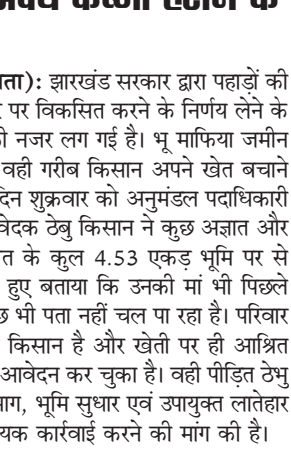 अवैध कब्जा हटाने के
ता): झारखंड सरकार द्वारा पहाड़ों की
पर विकसित करने के निर्णय लेने के
नजर लग गई है। भू माफिया जमीन
वही गरीब किसान अपने खेत बचाने
दिन शुक्रवार को अनुमंडल पदाधिकारी
वेदक ठेबु किसान ने कुछ अज्ञात और
त के कुल 4.53 एकड़ भूमि पर से
हुए बताया कि उनकी मां भी पिछले
छ भी पता नहीं चल पा रहा है। परिवार
किसान है और खेती पर ही आश्रित
आवेदन कर चुका है। वही पीड़ित ठेभु
भाग, भूमि सुधार एवं उपायुक्त लातेहार
यक कार्रवाई करने की मांग की है।